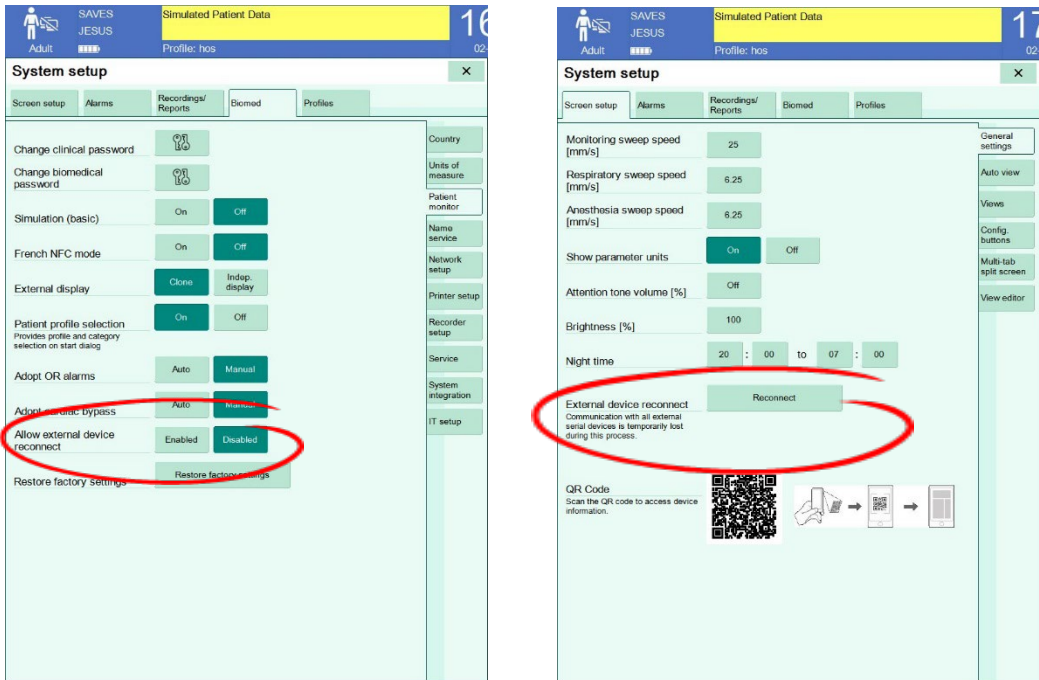 SAVES
JESUS
Adult
Simulated Patient Data
Profile: hos
16
02-
System setup
×
Screen setup
Alarms
Recordings/
Reports
Biomed
Profiles
Change clinical password
Change biomedical
password
Simulation (basic)
On
Off
French NFC mode
On
Off
External display
Clone
Indep.
display
Patient profile selection
Provides profile and category
selection on start dialog
On
Off
Adopt OR alarms
Auto
Manual
Adopt cardiac bypass
Auto
Manual
Allow external device
reconnect
Enabled
Disabled
Restore factory settings
Restore factory settings
Country
Units of
measure
Patient
monitor
Name
service
Network
setup
Printer setup
Recorder
setup
Service
System
integration
IT setup
SAVES
JESUS
Adult
Simulated Patient Data
Profile: hos
17
02-
System setup
×
Screen setup
Alarms
Recordings/
Reports
Biomed
Profiles
Monitoring sweep speed
[mm/s]
25
Respiratory sweep speed
[mm/s]
6.25
Anesthesia sweep speed
[mm/s]
6.25
Show parameter units
On
Off
Attention tone volume [%]
Off
Brightness [%]
100
Night time
20 : 00 to 07 : 00
External device reconnect
Communication with all external
serial devices is temporarily lost
during this process.
Reconnect
QR Code
Scan the QR code to access device
information.
General
settings
Auto view
Views
Config.
buttons
Multi-tab
split screen
View editor